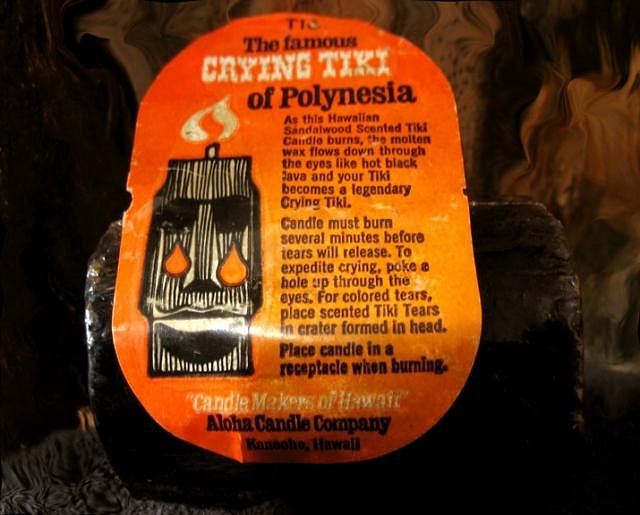 The famous
CRYING TIKI
of Polynesia
As this Hawaiian
Sandalwood Scented Tiki
Candle burns, the molten
wax flows down through
the eyes like hot black
lava and your Tiki
becomes a legendary
Crying Tiki.
Candle must burn
several minutes before
tears will release. To
expedite crying, poke a
hole up through the
eyes. For colored tears,
place scented Tiki Tears
in crater formed in head.
Place candle in a
receptacle when burning.
"Candle Makers of Hawaii"
Aloha Candle Company
Kaneohe, Hawaii